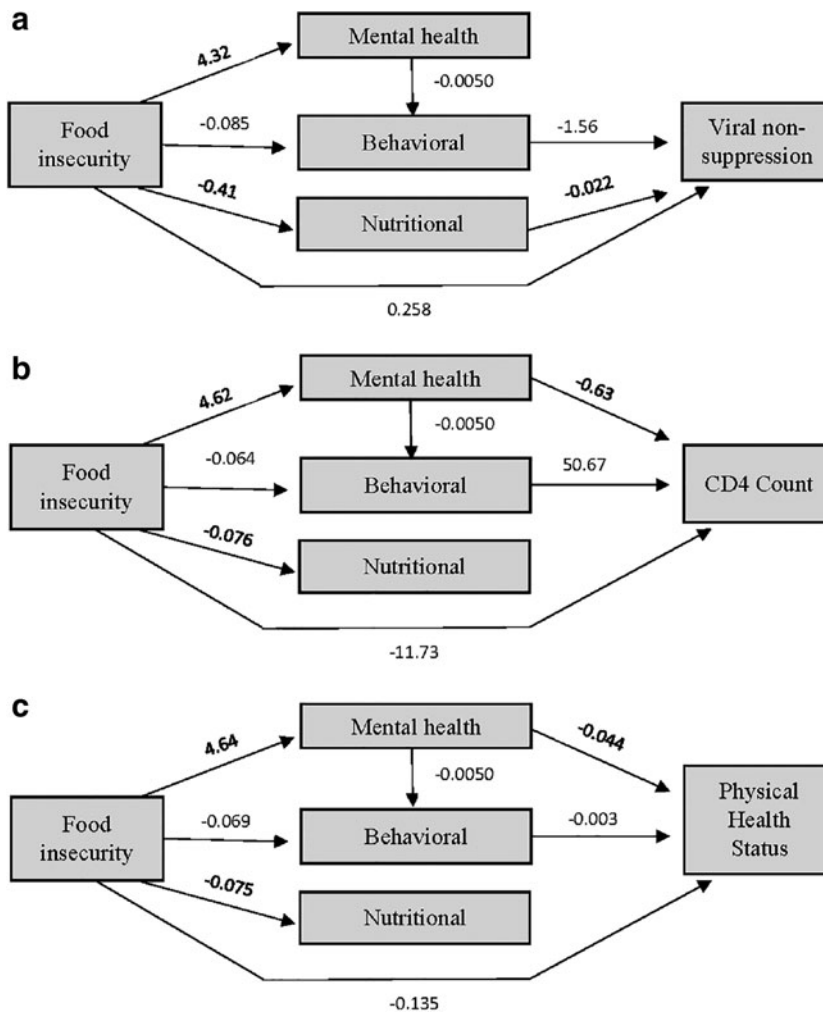 a
Mental health
4.32
-0.0050
Food
insecurity
-0.085
Behavioral
-1.56
Viral non-
suppression
-0.41
Nutritional
-0.022
0.258
b
Mental health
4.62
-0.63
-0.0050
Food
insecurity
-0.064
Behavioral
50.67
CD4 Count
-0.076
Nutritional
-11.73
c
Mental health
4.64
-0.044
-0.0050
Food
insecurity
-0.069
Behavioral
-0.003
Physical
Health
Status
-0.075
Nutritional
-0.135